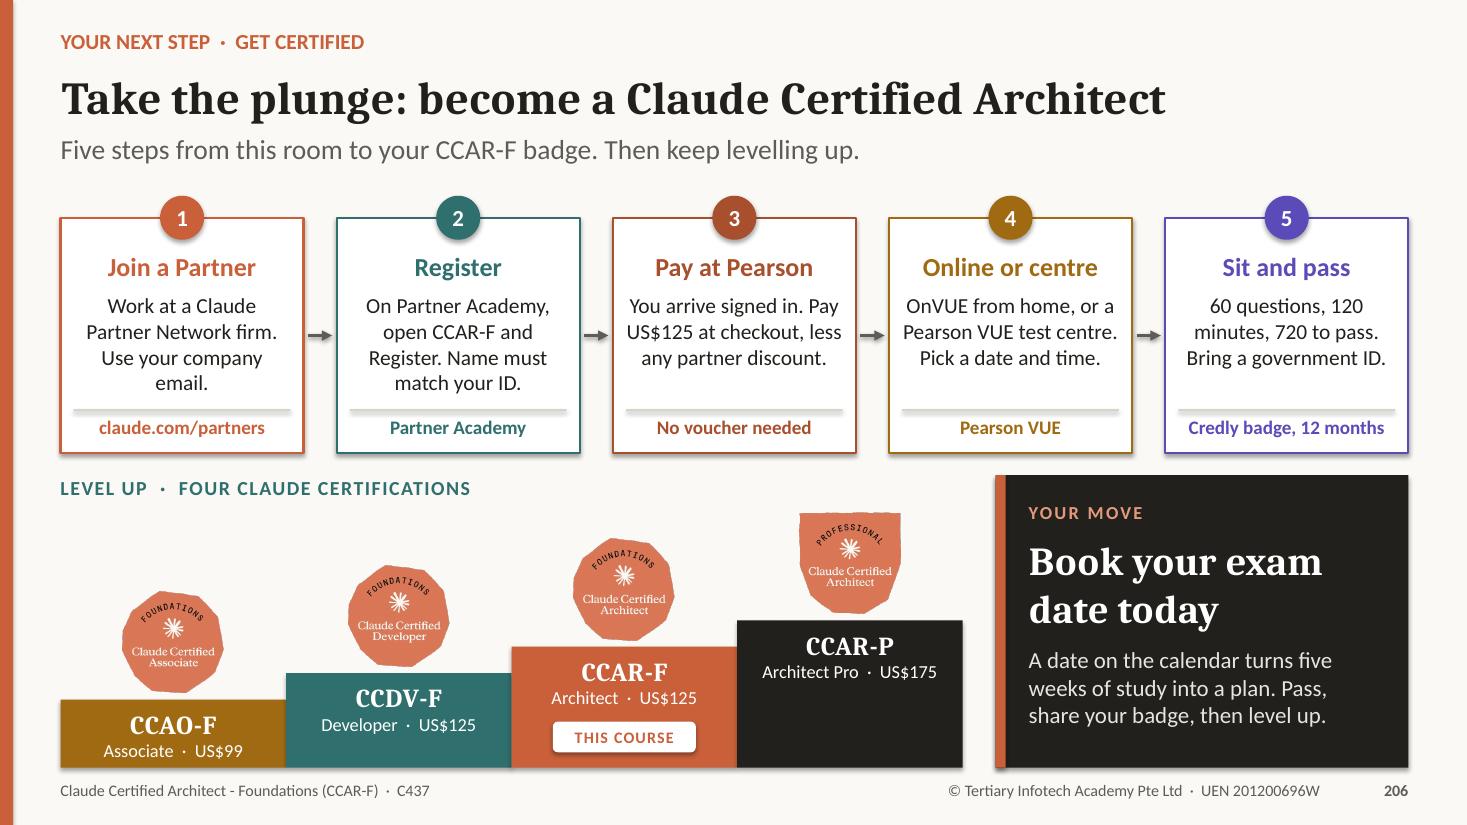 YOUR NEXT STEP · GET CERTIFIED
Take the plunge: become a Claude Certified Architect
Five steps from this room to your CCAR-F badge. Then keep levelling up.
1
Join a Partner
Work at a Claude
Partner Network firm.
Use your company
email.
claude.com/partners
2
Register
On Partner Academy,
open CCAR-F and
Register. Name must
match your ID.
Partner Academy
3
Pay at Pearson
You arrive signed in. Pay
US$125 at checkout, less
any partner discount.
No voucher needed
4
Online or centre
OnVUE from home, or a
Pearson VUE test centre.
Pick a date and time.
Pearson VUE
5
Sit and pass
60 questions, 120
minutes, 720 to pass.
Bring a government ID.
Credly badge, 12 months
LEVEL UP · FOUR CLAUDE CERTIFICATIONS
FOUNDATIONS
Claude Certified
Associate
CCAO-F
Associate · US$99
FOUNDATIONS
Claude Certified
Developer
CCDV-F
Developer · US$125
FOUNDATIONS
Claude Certified
Architect
CCAR-F
Architect · US$125
THIS COURSE
PROFESSIONAL
Claude Certified
Architect
CCAR-P
Architect Pro · US$175
YOUR MOVE
Book your exam
date today
A date on the calendar turns five
weeks of study into a plan. Pass,
share your badge, then level up.
Claude Certified Architect - Foundations (CCAR-F) · C437
© Tertiary Infotech Academy Pte Ltd · UEN 201200696W
206